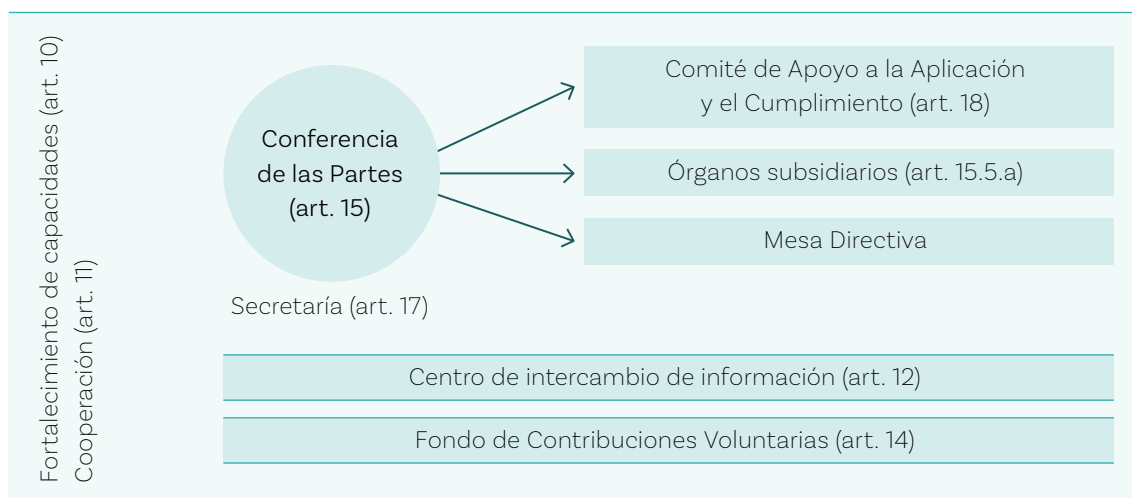 Fortalecimiento de capacidades (art. 10)
Cooperación (art. 11)
Conferencia
de las Partes
(art. 15)
Secretaría (art. 17)
Comité de Apoyo a la Aplicación
y el Cumplimiento (art. 18)
Órganos subsidiarios (art. 15.5.a)
Mesa Directiva
Centro de intercambio de información (art. 12)
Fondo de Contribuciones Voluntarias (art. 14)